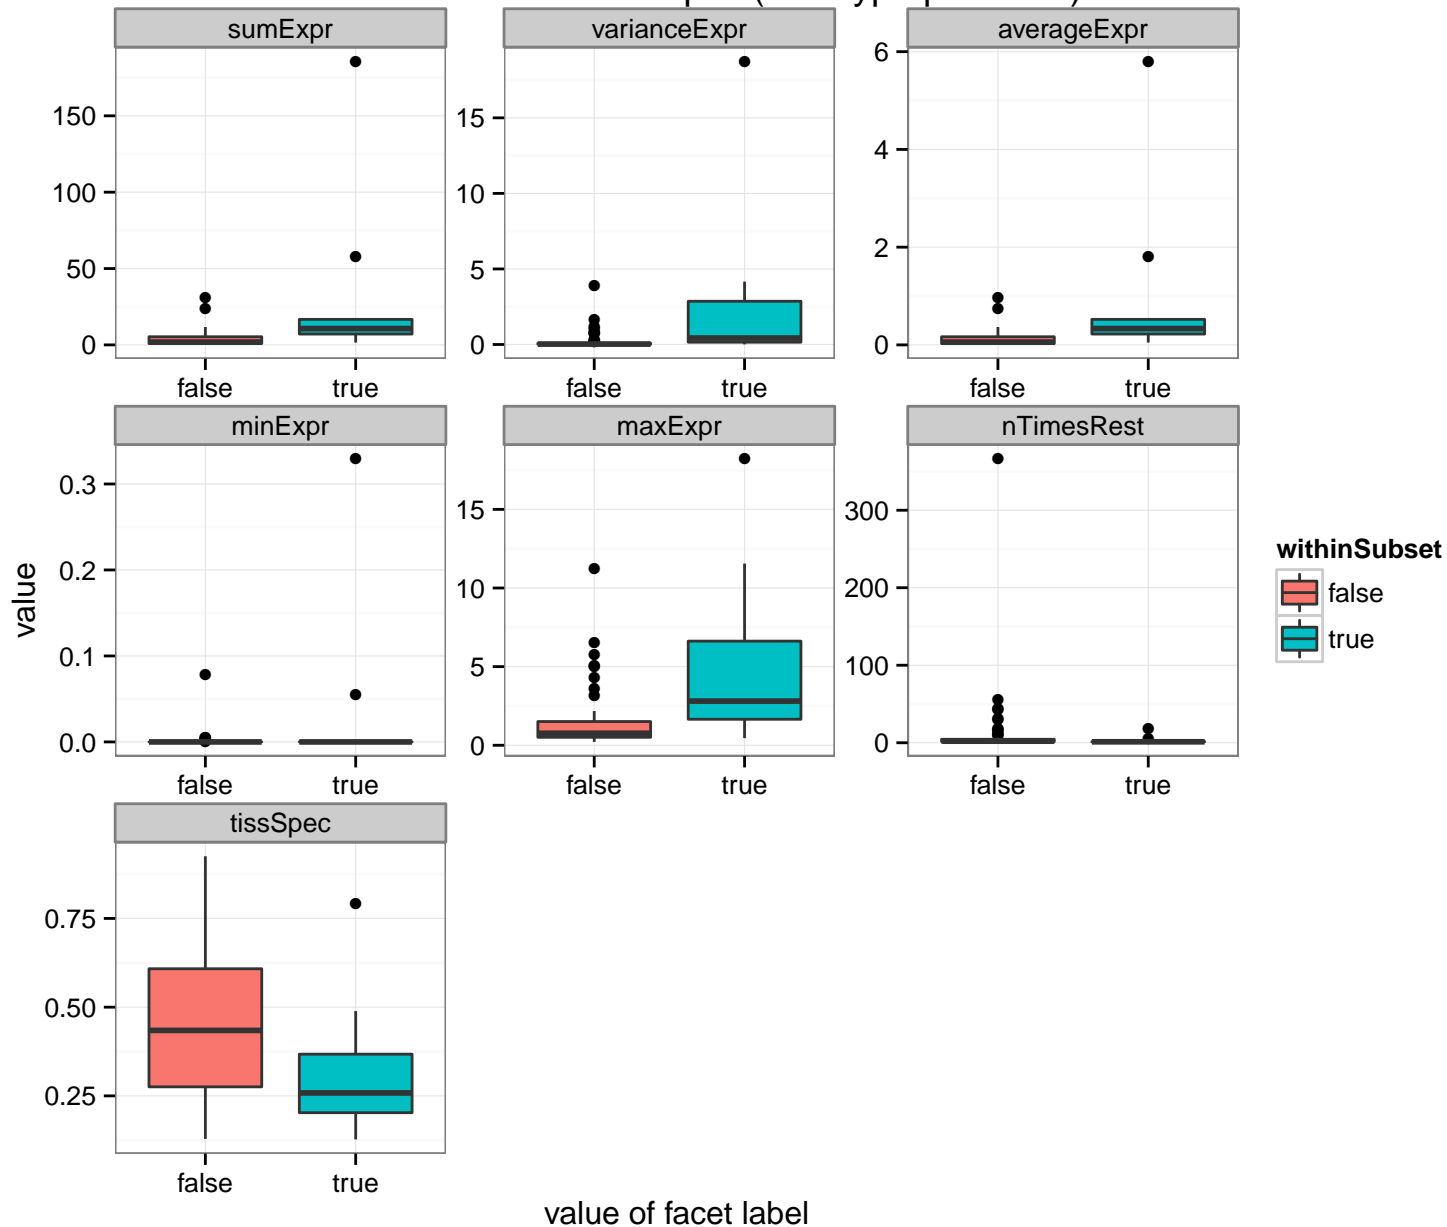 sumExpr varianceExpr averageExpr
150
100
50
0
false true
15
10
5
0
false true
6
4
2
0
false true
minExpr maxExpr nTimesRest
0.3
0.2
0.1
0.0
false true
15
10
5
0
false true
300
200
100
0
false true
tissSpec
0.75
0.50
0.25
false true
value
value of facet label
withinSubset
false
true